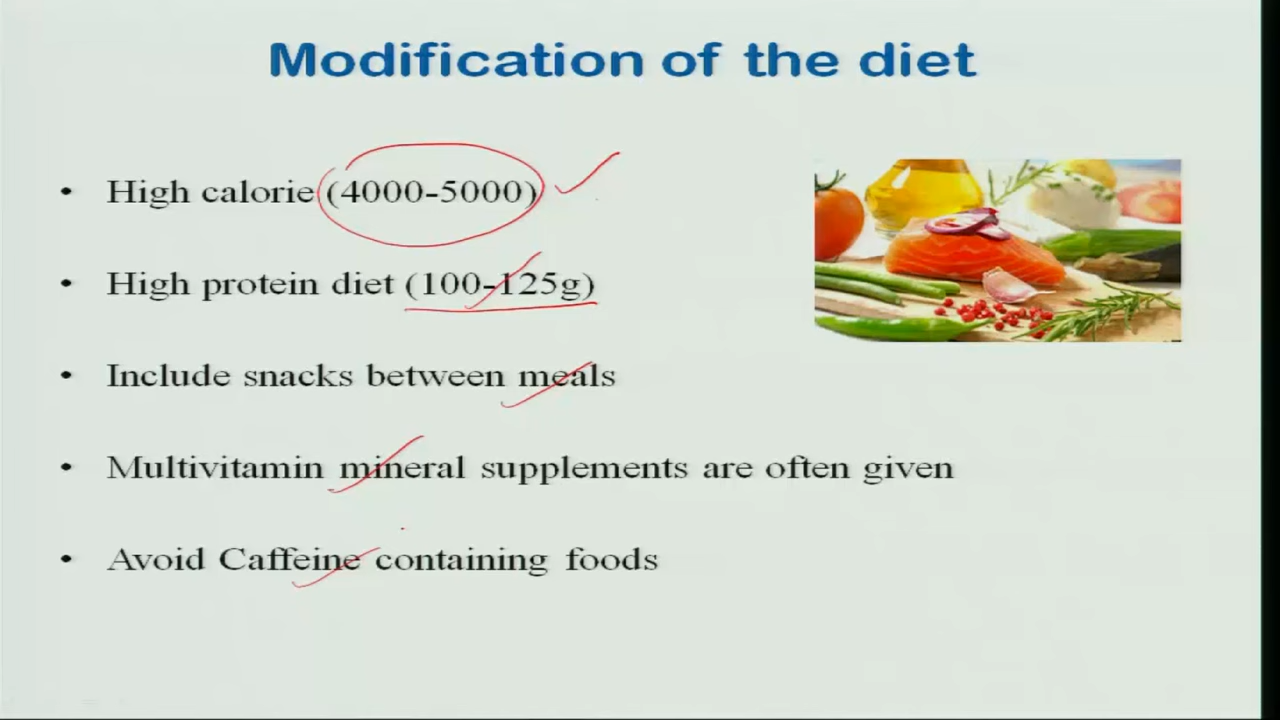 Modification of the diet
• High calorie (4000-5000)
• High protein diet (100-125g)
• Include snacks between meals
• Multivitamin mineral supplements are often given
• Avoid Caffeine containing foods